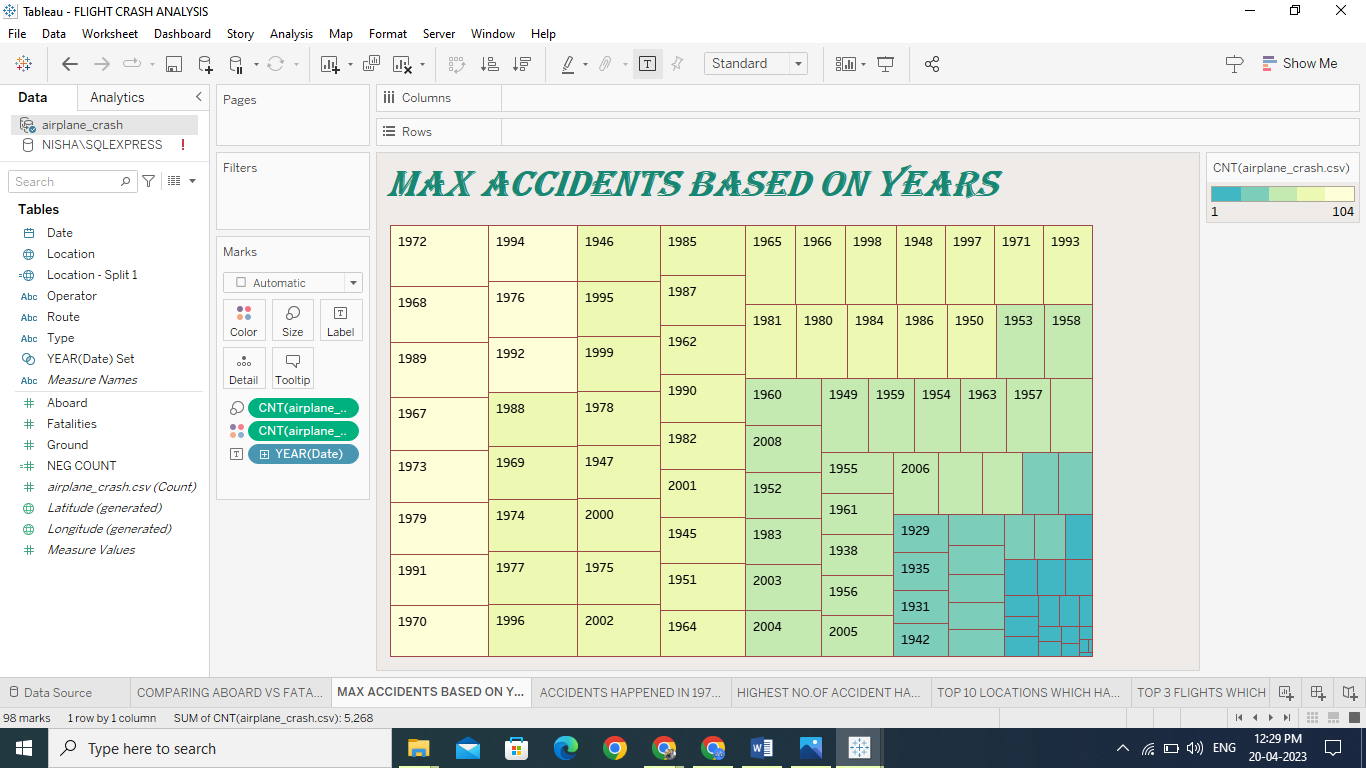 Tableau - FLIGHT CRASH ANALYSIS
File Data Worksheet Dashboard Story Analysis Map Format Server Window Help
Standard
Show Me
Data Analytics
airplane_crash
NISHA\SQLEXPRESS !
Search
Tables
Date
Location
Location - Split 1
Abc Operator
Abc Route
Abc Type
YEAR(Date) Set
Abc Measure Names
Aboard
Fatalities
Ground
NEG COUNT
airplane_crash.csv (Count)
Latitude (generated)
Longitude (generated)
Measure Values
Pages
Filters
Marks
Automatic
Color Size Label
Detail Tooltip
CNT(airplane_..
CNT(airplane_..
YEAR(Date)
Columns
Rows
MAX ACCIDENTS BASED ON YEARS
1972
1968
1989
1967
1973
1979
1991
1970
1994
1976
1992
1988
1969
1974
1977
1996
1946
1995
1999
1978
1947
2000
1975
2002
1985
1987
1962
1990
1982
2001
1945
1951
1964
1965 1966 1998 1948 1997 1971 1993
1981 1980 1984 1986 1950 1953 1958
1960
2008
1952
1983
2003
2004
1949 1959 1954 1963 1957
1955
1961
1938
1956
2005
2006
1929
1935
1931
1942
CNT(airplane_crash.csv)
1 104
Data Source COMPARING ABOARD VS FATA... MAX ACCIDENTS BASED ON Y... ACCIDENTS HAPPENED IN 197... HIGHEST NO.OF ACCIDENT HA... TOP 10 LOCATIONS WHICH HA... TOP 3 FLIGHTS WHICH
98 marks 1 row by 1 column SUM of CNT(airplane_crash.csv): 5,268
Type here to search
ENG
12:29 PM
20-04-2023